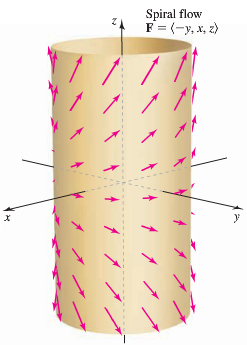 z
Spiral flow
F = ⟨−y, x, z⟩
x
y